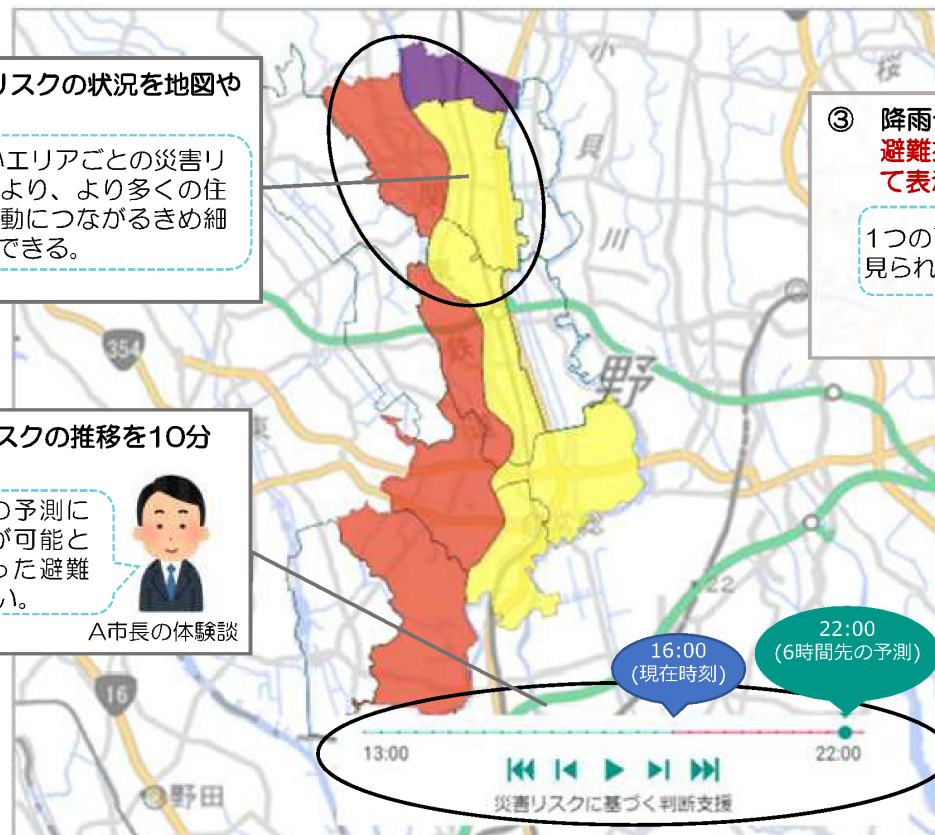 リスクの状況を地図や
いエリアごとの災害リ
より、より多くの住
動につながるきめ細
できる。
③ 降雨
避難
て表
1つの
見られ
小
貝
川
桜
354
野
スクの推移を10分
の予測に
が可能と
った避難
い。
A市長の体験談
16
野田
22
16:00
(現在時刻)
22:00
(6時間先の予測)
13:00
22:00
災害リスクに基づく判断支援